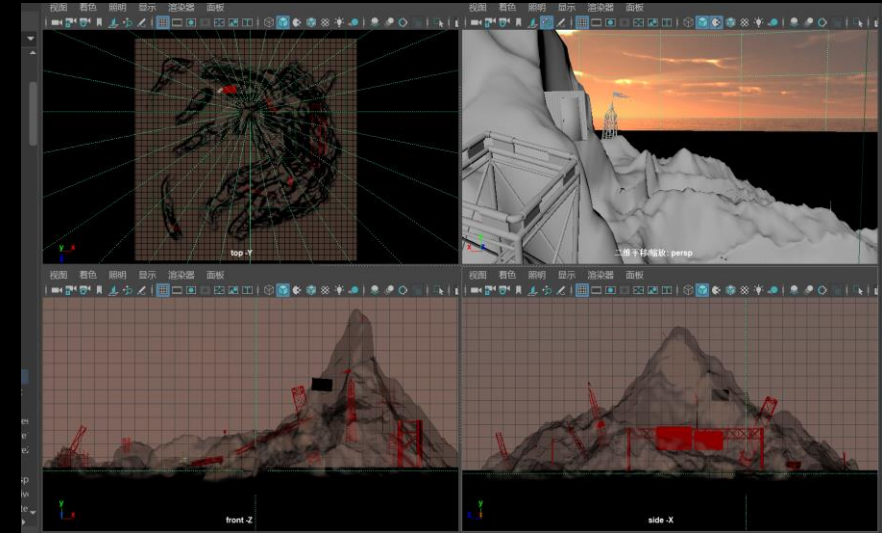 视图 着色 照明 显示 渲染器 面板
视图 着色 照明 显示 渲染器 面板
y x
z
top -Y
二维平移/缩放: persp
视图 着色 照明 显示 渲染器 面板
视图 着色 照明 显示 渲染器 面板
y
x
front -Z
y
side -X